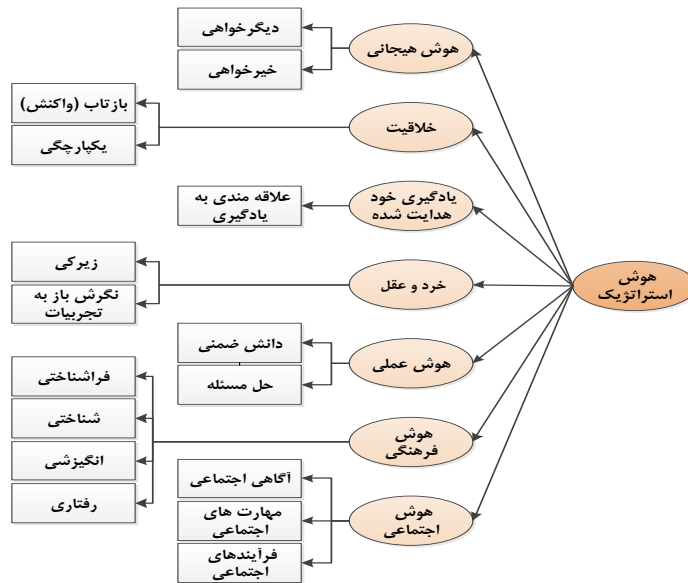 هوش
استراتژیک
هوش هیجانی
دیگرخواهی
خیرخواهی
خلاقیت
بازتاب (واکنش)
یکپارچگی
یادگیری خود
هدایت شده
علاقه مندی به
یادگیری
خرد و عقل
زیرکی
نگرش باز به
تجربیات
هوش عملی
دانش ضمنی
حل مسئله
هوش
فرهنگی
فراشناختی
شناختی
انگیزشی
رفتاری
هوش
اجتماعی
آگاهی اجتماعی
مهارت های
اجتماعی
فرآیندهای
اجتماعی